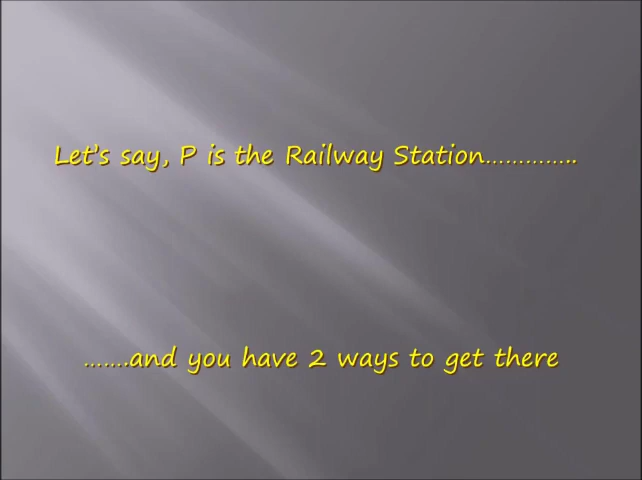 Let's say, P is the Railway Station…………..
…….and you have 2 ways to get there